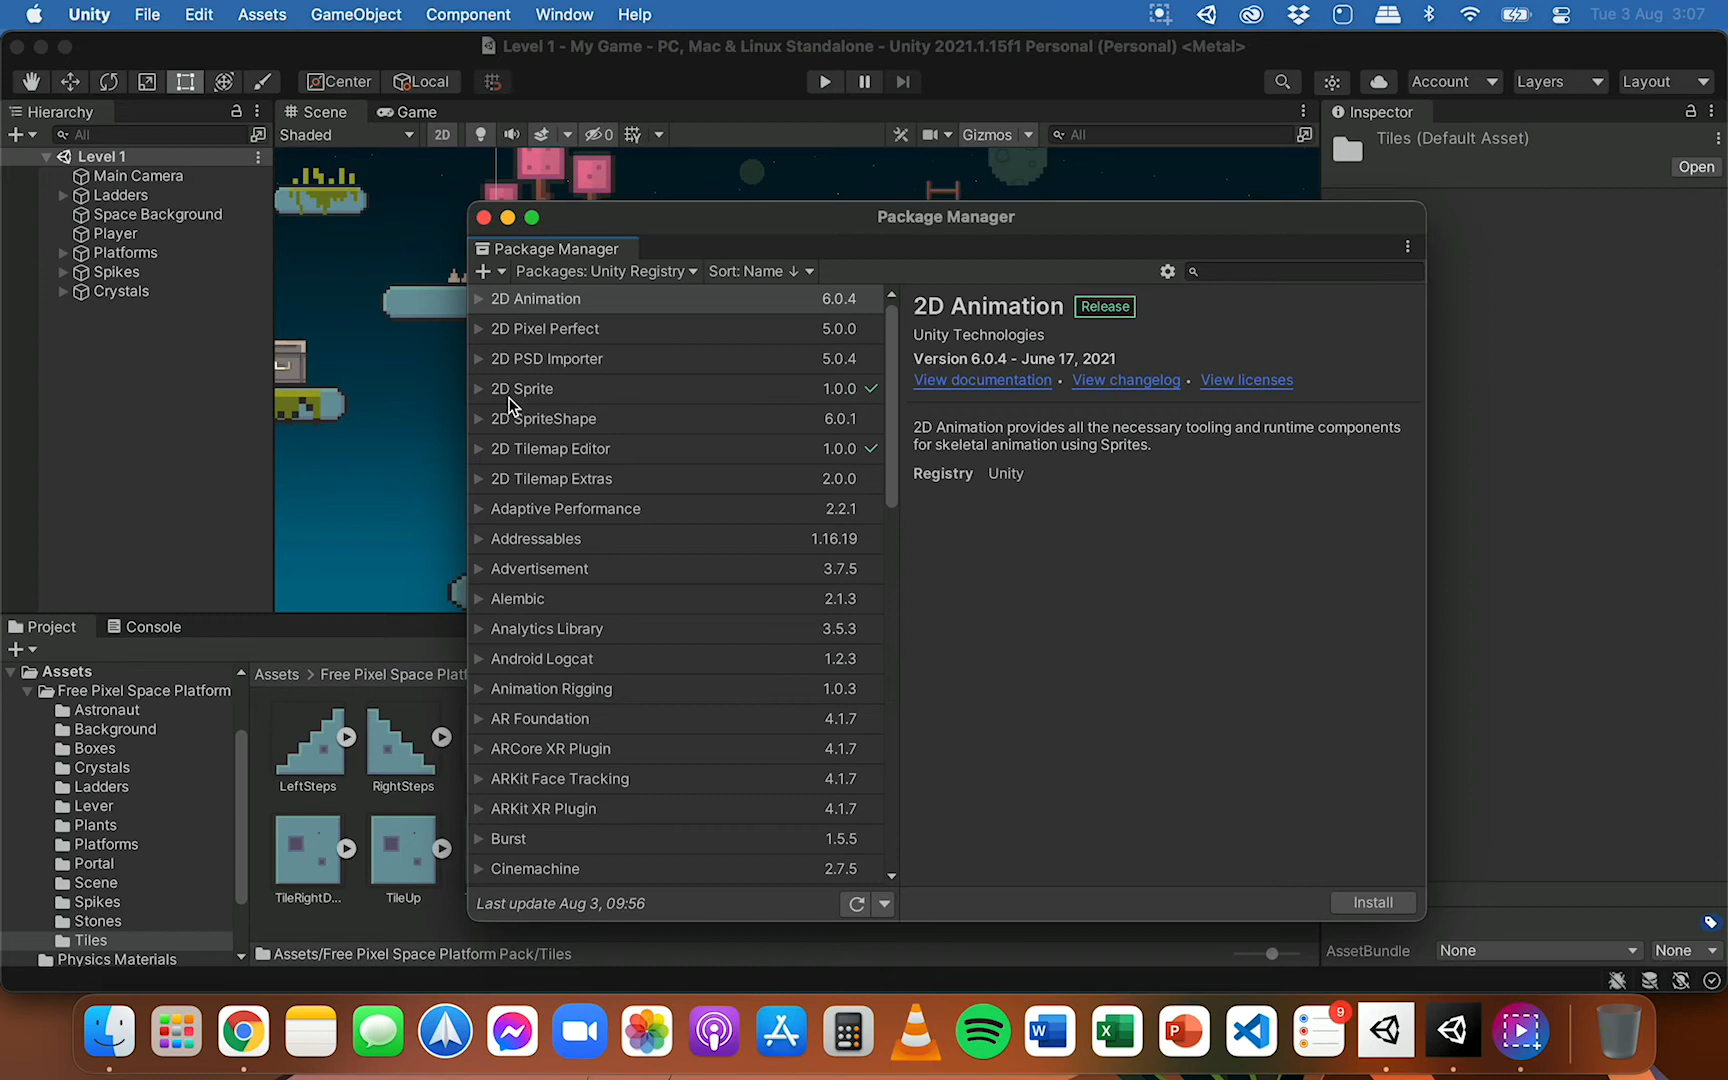 Unity File Edit Assets GameObject Component Window Help Tue 3 Aug 3:07
Level 1 - My Game - PC, Mac & Linux Standalone - Unity 2021.1.15f1 Personal (Personal) <Metal>
Center Local Account Layers Layout
Hierarchy Scene Game Inspector
All Shaded 2D 0 Gizmos All
Tiles (Default Asset)
Open
Level 1
Main Camera
Ladders
Space Background
Player
Platforms
Spikes
Crystals
Package Manager
Package Manager
Packages: Unity Registry Sort: Name ↓
2D Animation 6.0.4
2D Pixel Perfect 5.0.0
2D PSD Importer 5.0.4
2D Sprite 1.0.0
2D SpriteShape 6.0.1
2D Tilemap Editor 1.0.0
2D Tilemap Extras 2.0.0
Adaptive Performance 2.2.1
Addressables 1.16.19
Advertisement 3.7.5
Alembic 2.1.3
Analytics Library 3.5.3
Android Logcat 1.2.3
Animation Rigging 1.0.3
AR Foundation 4.1.7
ARCore XR Plugin 4.1.7
ARKit Face Tracking 4.1.7
ARKit XR Plugin 4.1.7
Burst 1.5.5
Cinemachine 2.7.5
Last update Aug 3, 09:56
2D Animation Release
Unity Technologies
Version 6.0.4 - June 17, 2021
View documentation • View changelog • View licenses
2D Animation provides all the necessary tooling and runtime components
for skeletal animation using Sprites.
Registry Unity
Install
Project Console
Assets
Free Pixel Space Platform
Astronaut
Background
Boxes
Crystals
Ladders
Lever
Plants
Platforms
Portal
Scene
Spikes
Stones
Tiles
Physics Materials
Assets > Free Pixel Space Platf
LeftSteps RightSteps
TileRightD... TileUp
Assets/Free Pixel Space Platform Pack/Tiles
AssetBundle None None
W X P 9